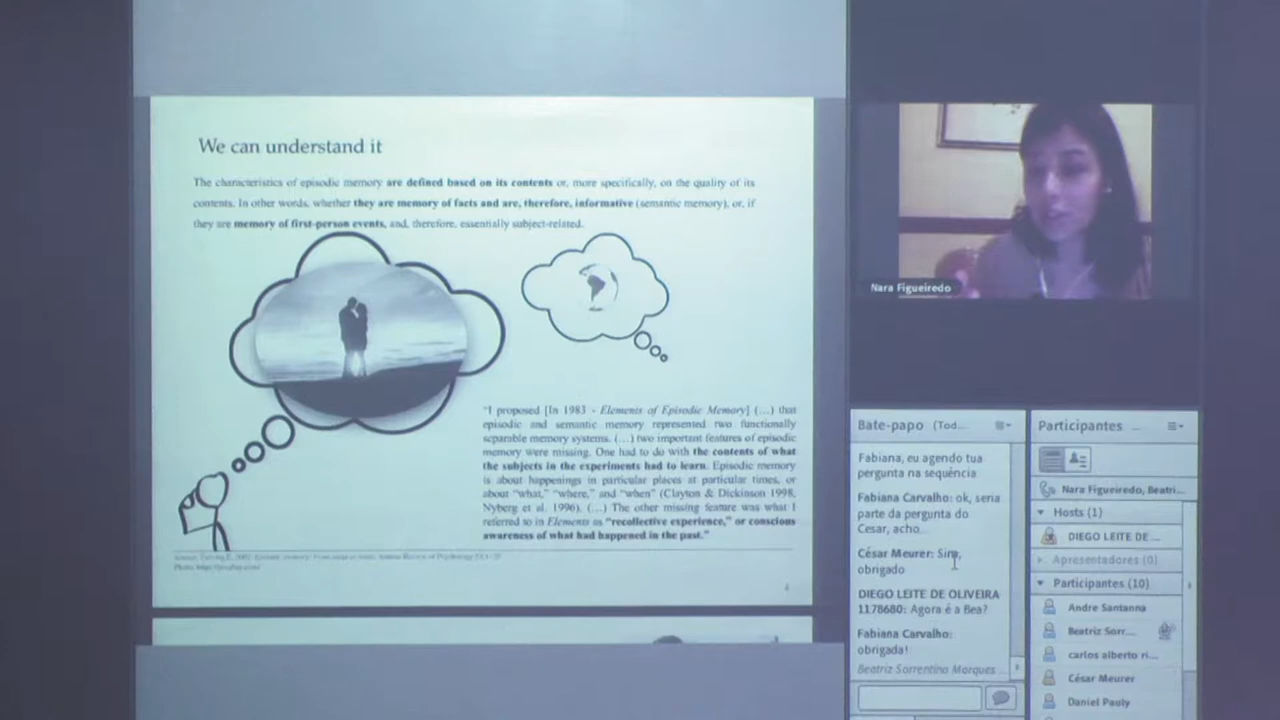 We can understand it
The characteristics of episodic memory are defined based on its contents or, more specifically, on the quality of its
contents. In other words, whether they are memory of facts and are, therefore, informative (semantic memory), or, if
they are memory of first-person events, and, therefore, essentially subject-related.
"I proposed [In 1983 - Elements of Episodic Memory] (...) that
episodic and semantic memory represented two functionally
separable memory systems. (...) two important features of episodic
memory were missing. One had to do with the contents of what
the subjects in the experiments had to learn. Episodic memory
is about happenings in particular places at particular times, or
about "what," "where," and "when" (Clayton & Dickinson 1998,
Nyberg et al. 1996). (...) The other missing feature was what I
referred to in Elements as "recollective experience," or conscious
awareness of what had happened in the past."
4
Nara Figueiredo
Bate-papo (Tod...
Fabiana, eu agendo tua
pergunta na sequência
Fabiana Carvalho: ok, seria
parte da pergunta do
Cesar, acho...
César Meurer: Sim,
obrigado
DIEGO LEITE DE OLIVEIRA
1178680: Agora é a Bea?
Fabiana Carvalho:
obrigada!
Beatriz Sorrentino Marques ...
Participantes ...
Nara Figueiredo, Beatri...
Hosts (1)
DIEGO LEITE DE ...
Apresentadores (0)
Participantes (10)
Andre Santanna
Beatriz Sorr...
carlos alberto ri...
César Meurer
Daniel Pauly